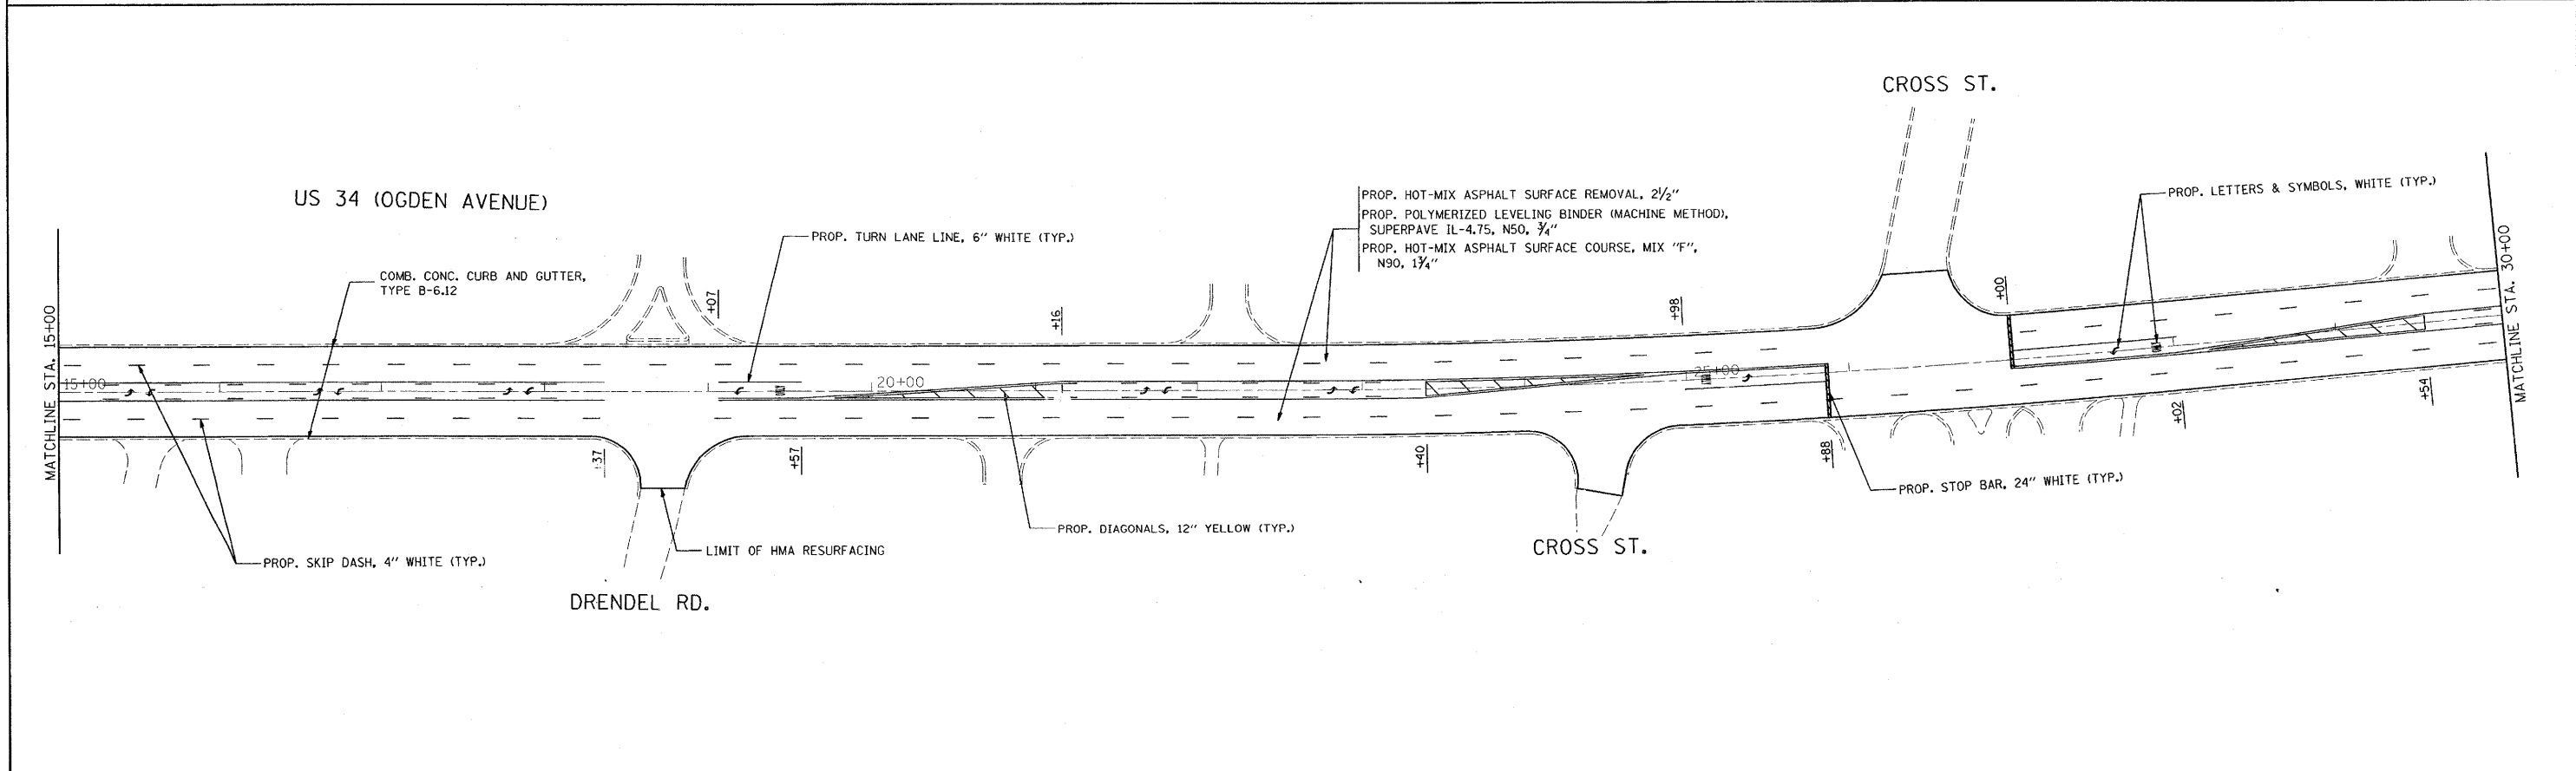 CROSS ST.
US 34 (OGDEN AVENUE)
PROP. TURN LANE LINE, 6" WHITE (TYP.)
COMB. CONC. CURB AND GUTTER,
TYPE B-6.12
PROP. HOT-MIX ASPHALT SURFACE REMOVAL, 2½"
PROP. POLYMERIZED LEVELING BINDER (MACHINE METHOD),
SUPERPAVE IL-4.75, N50, ¾"
PROP. HOT-MIX ASPHALT SURFACE COURSE, MIX "F",
N90, 1¾"
PROP. LETTERS & SYMBOLS, WHITE (TYP.)
MATCHLINE STA. 15+00
+07
+16
+98
+00
MATCHLINE STA. 30+00
15+00
20+00
25+00
+37
+57
+40
+88
+02
+54
PROP. SKIP DASH, 4" WHITE (TYP.)
LIMIT OF HMA RESURFACING
PROP. DIAGONALS, 12" YELLOW (TYP.)
PROP. STOP BAR, 24" WHITE (TYP.)
CROSS ST.
DRENDEL RD.